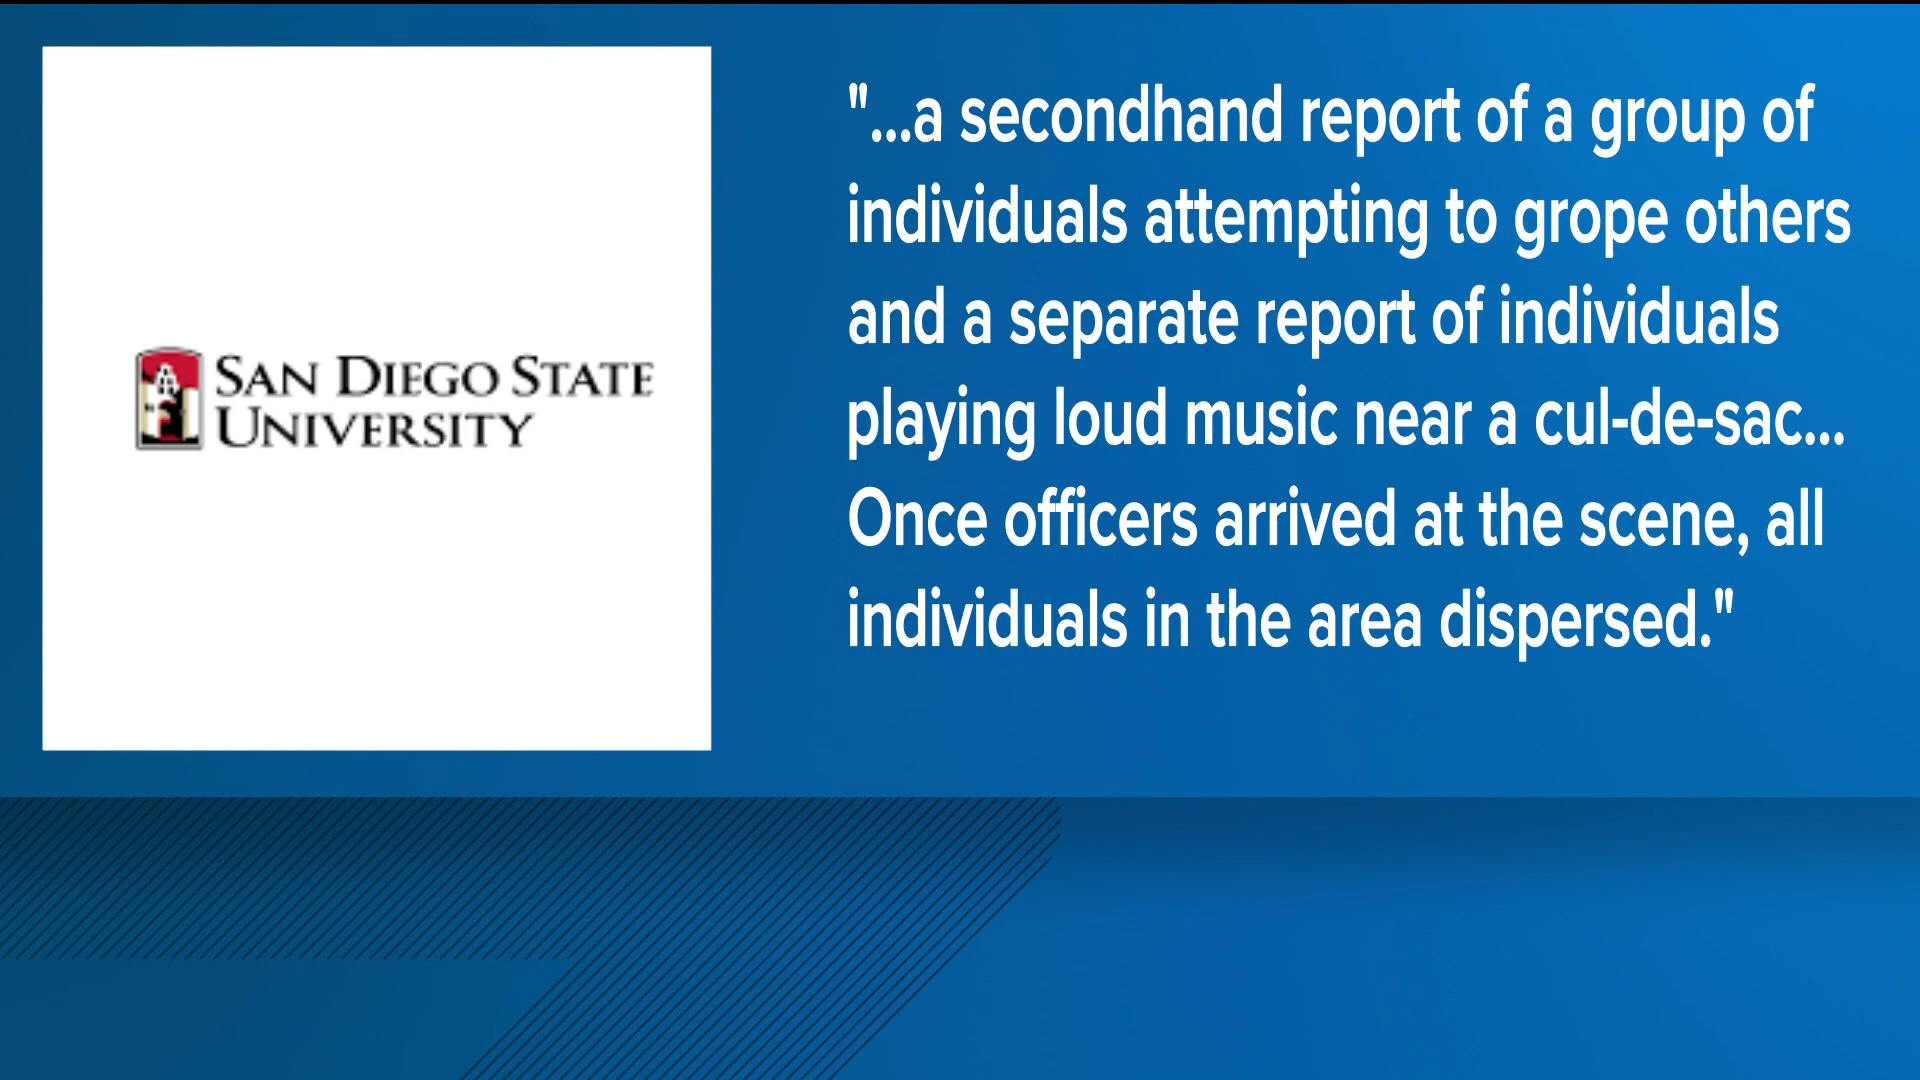 SAN DIEGO STATE
UNIVERSITY
"...a secondhand report of a group of
individuals attempting to grope others
and a separate report of individuals
playing loud music near a cul-de-sac...
Once officers arrived at the scene, all
individuals in the area dispersed."